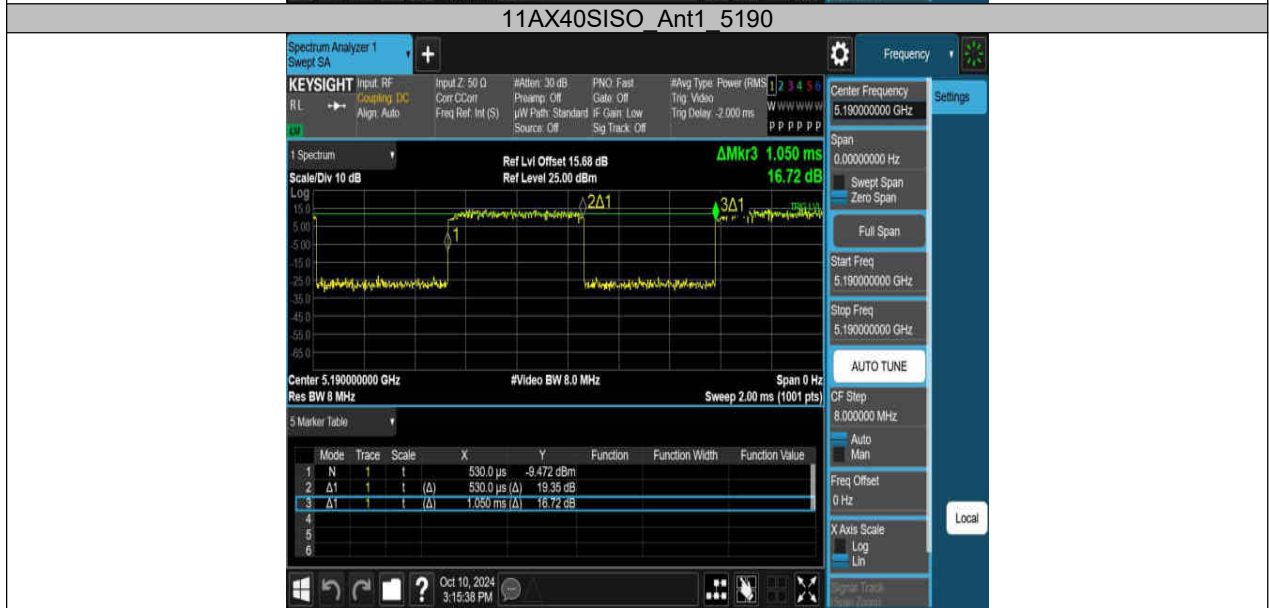 11AX40SISO_Ant1_5190
Spectrum Analyzer 1
Swept SA
+
Frequency
KEYSIGHT
RL
LM
Input: RF
Coupling: DC
Align: Auto
Input Z: 50 Ω
Corr CCorr
Freq Ref: Int (S)
#Atten: 30 dB
Preamp: Off
µW Path: Standard
Source: Off
PNO: Fast
Gate: Off
IF Gain: Low
Sig Track: Off
#Avg Type: Power (RMS
Trig: Video
Trig Delay: -2.000 ms
1 2 3 4 5 6
W W W W W W
P P P P P P
1 Spectrum
Scale/Div 10 dB
Ref Lvl Offset 15.68 dB
Ref Level 25.00 dBm
ΔMkr3 1.050 ms
16.72 dB
Log
15.0
5.00
-5.00
-15.0
-25.0
-35.0
-45.0
-55.0
-65.0
1
2Δ1
3Δ1
TRIG LVL
Center 5.190000000 GHz
#Video BW 8.0 MHz
Span 0 Hz
Res BW 8 MHz
Sweep 2.00 ms (1001 pts)
5 Marker Table
Mode Trace Scale X Y Function Function Width Function Value
1 N 1 t 530.0 µs -9.472 dBm
2 Δ1 1 t (Δ) 530.0 µs (Δ) 19.35 dB
3 Δ1 1 t (Δ) 1.050 ms (Δ) 16.72 dB
4
5
6
?
Oct 10, 2024
3:15:38 PM
Center Frequency
5.190000000 GHz
Settings
Span
0.00000000 Hz
Swept Span
Zero Span
Full Span
Start Freq
5.190000000 GHz
Stop Freq
5.190000000 GHz
AUTO TUNE
CF Step
8.000000 MHz
Auto
Man
Freq Offset
0 Hz
Local
X Axis Scale
Log
Lin
Signal Track
(Span Zoom)